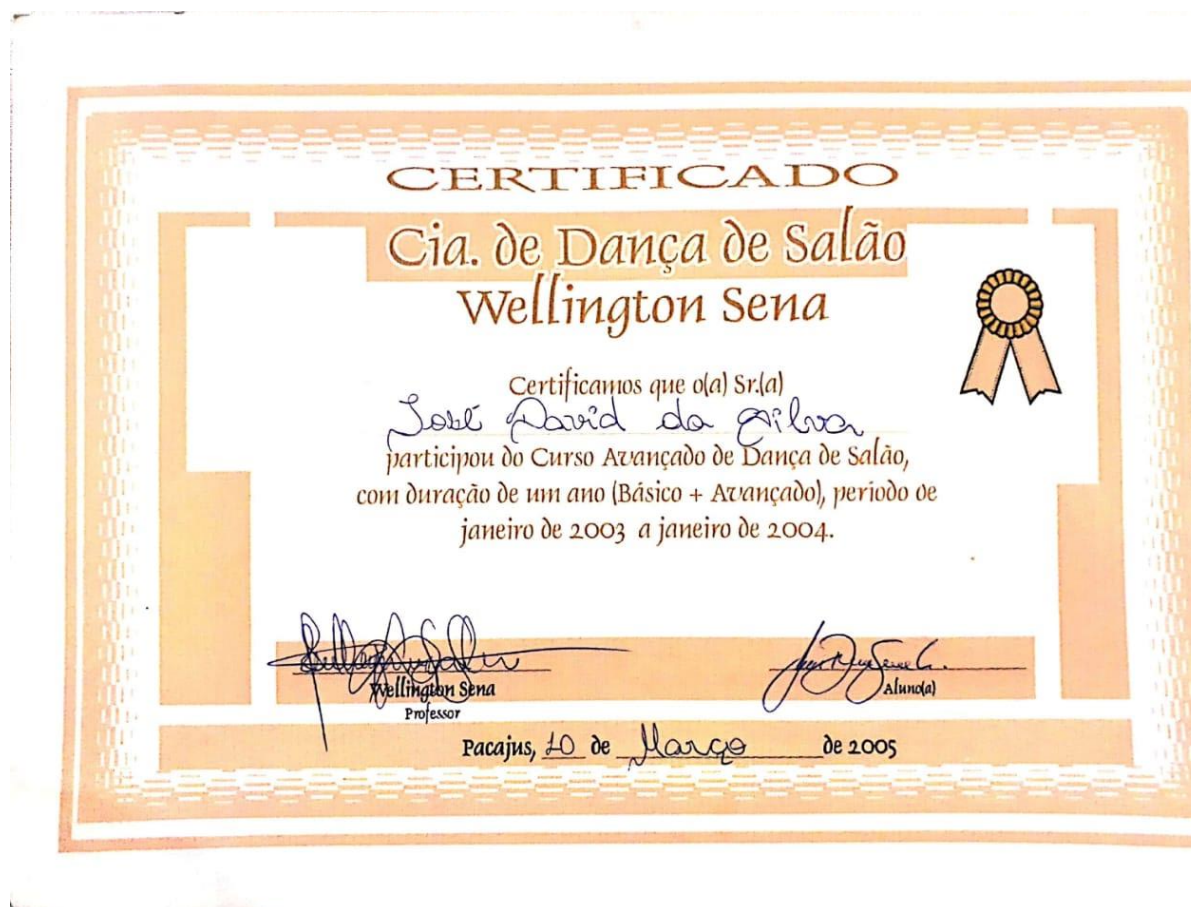 CERTIFICADO
Cia. de Dança de Salão
Wellington Sena
Certificamos que o(a) Sr.(a)
José David da Silva
participou do Curso Avançado de Dança de Salão,
com duração de um ano (Básico + Avançado), período de
janeiro de 2003 a janeiro de 2004.
Wellington Sena
Professor
Aluno(a)
Pacajus, 10 de Março de 2005